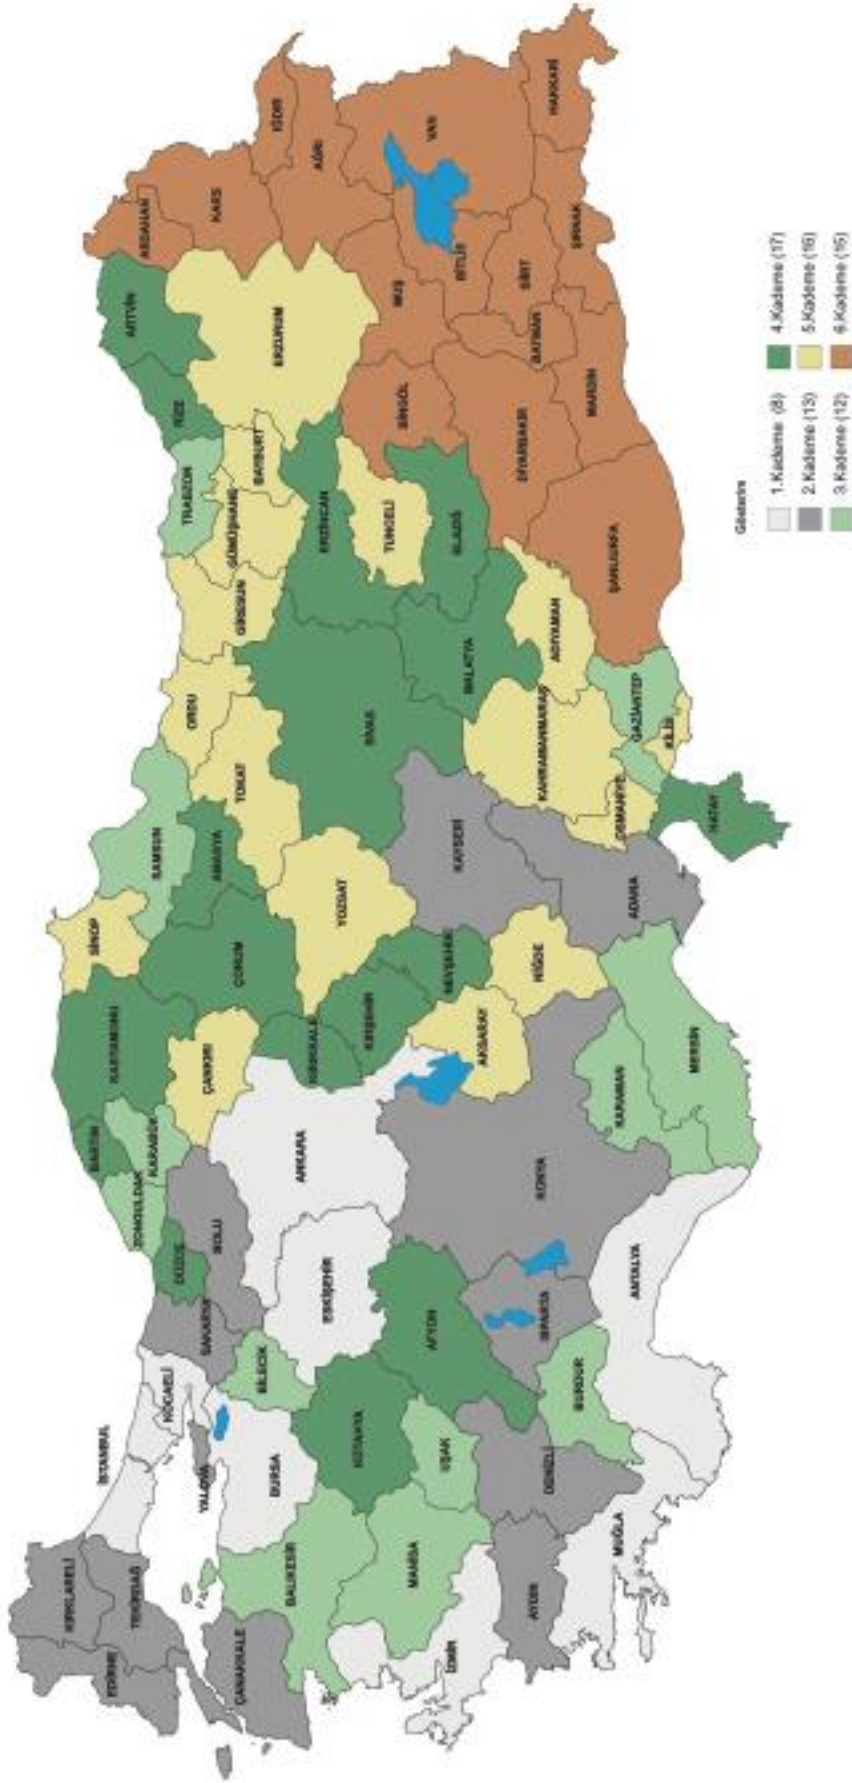 KIRKLARELİ
EDİRNE
TEKİRDAĞ
İSTANBUL
KOCAELİ
YALOVA
ÇANAKKALE
BALIKESİR
BURSA
BİLECİK
SAKARYA
DÜZCE
BOLU
ZONGULDAK
BARTIN
KARABÜK
KASTAMONU
ÇANKIRI
SİNOP
SAMSUN
ÇORUM
AMASYA
TOKAT
ORDU
GİRESUN
GÜMÜŞHANE
TRABZON
BAYBURT
RİZE
ARTVİN
ARDAHAN
KARS
IĞDIR
AĞRI
ERZURUM
ERZİNCAN
TUNCELİ
BİNGÖL
MUŞ
BİTLİS
VAN
HAKKARİ
ŞIRNAK
SİİRT
BATMAN
MARDİN
DİYARBAKIR
ŞANLIURFA
ELAZIĞ
MALATYA
ADIYAMAN
SİVAS
KAHRAMANMARAŞ
GAZİANTEP
KİLİS
OSMANİYE
HATAY
ADANA
KAYSERİ
YOZGAT
NEVŞEHİR
KIRŞEHİR
KIRIKKALE
NİĞDE
AKSARAY
ANKARA
ESKİŞEHİR
KONYA
KARAMAN
MERSİN
ANTALYA
ISPARTA
BURDUR
AFYON
KÜTAHYA
UŞAK
DENİZLİ
MANİSA
İZMİR
AYDIN
MUĞLA
Gösterim
1.Kademe (8)
2.Kademe (13)
3.Kademe (12)
4.Kademe (17)
5.Kademe (16)
6.Kademe (15)